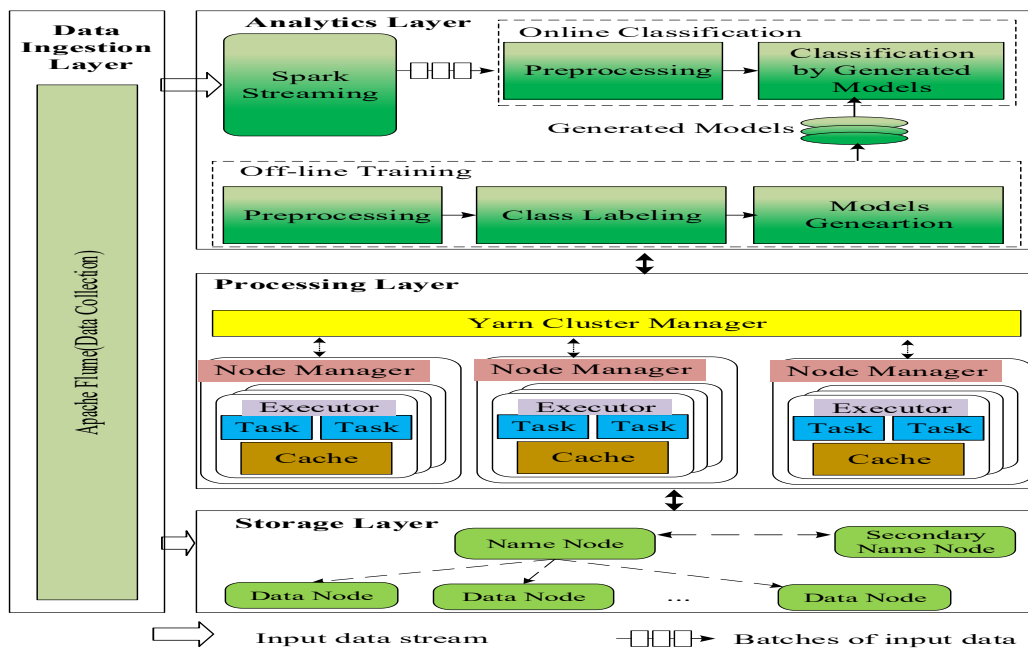 Data
Ingestion
Layer
Apache Flume(Data Collection)
Analytics Layer
Spark
Streaming
Online Classification
Preprocessing
Classification
by Generated
Models
Generated Models
Off-line Training
Preprocessing
Class Labeling
Models
Geneartion
Processing Layer
Yarn Cluster Manager
Node Manager
Executor
Task
Task
Cache
Node Manager
Executor
Task
Task
Cache
Node Manager
Executor
Task
Task
Cache
Storage Layer
Name Node
Secondary
Name Node
Data Node
Data Node
...
Data Node
Input data stream
Batches of input data